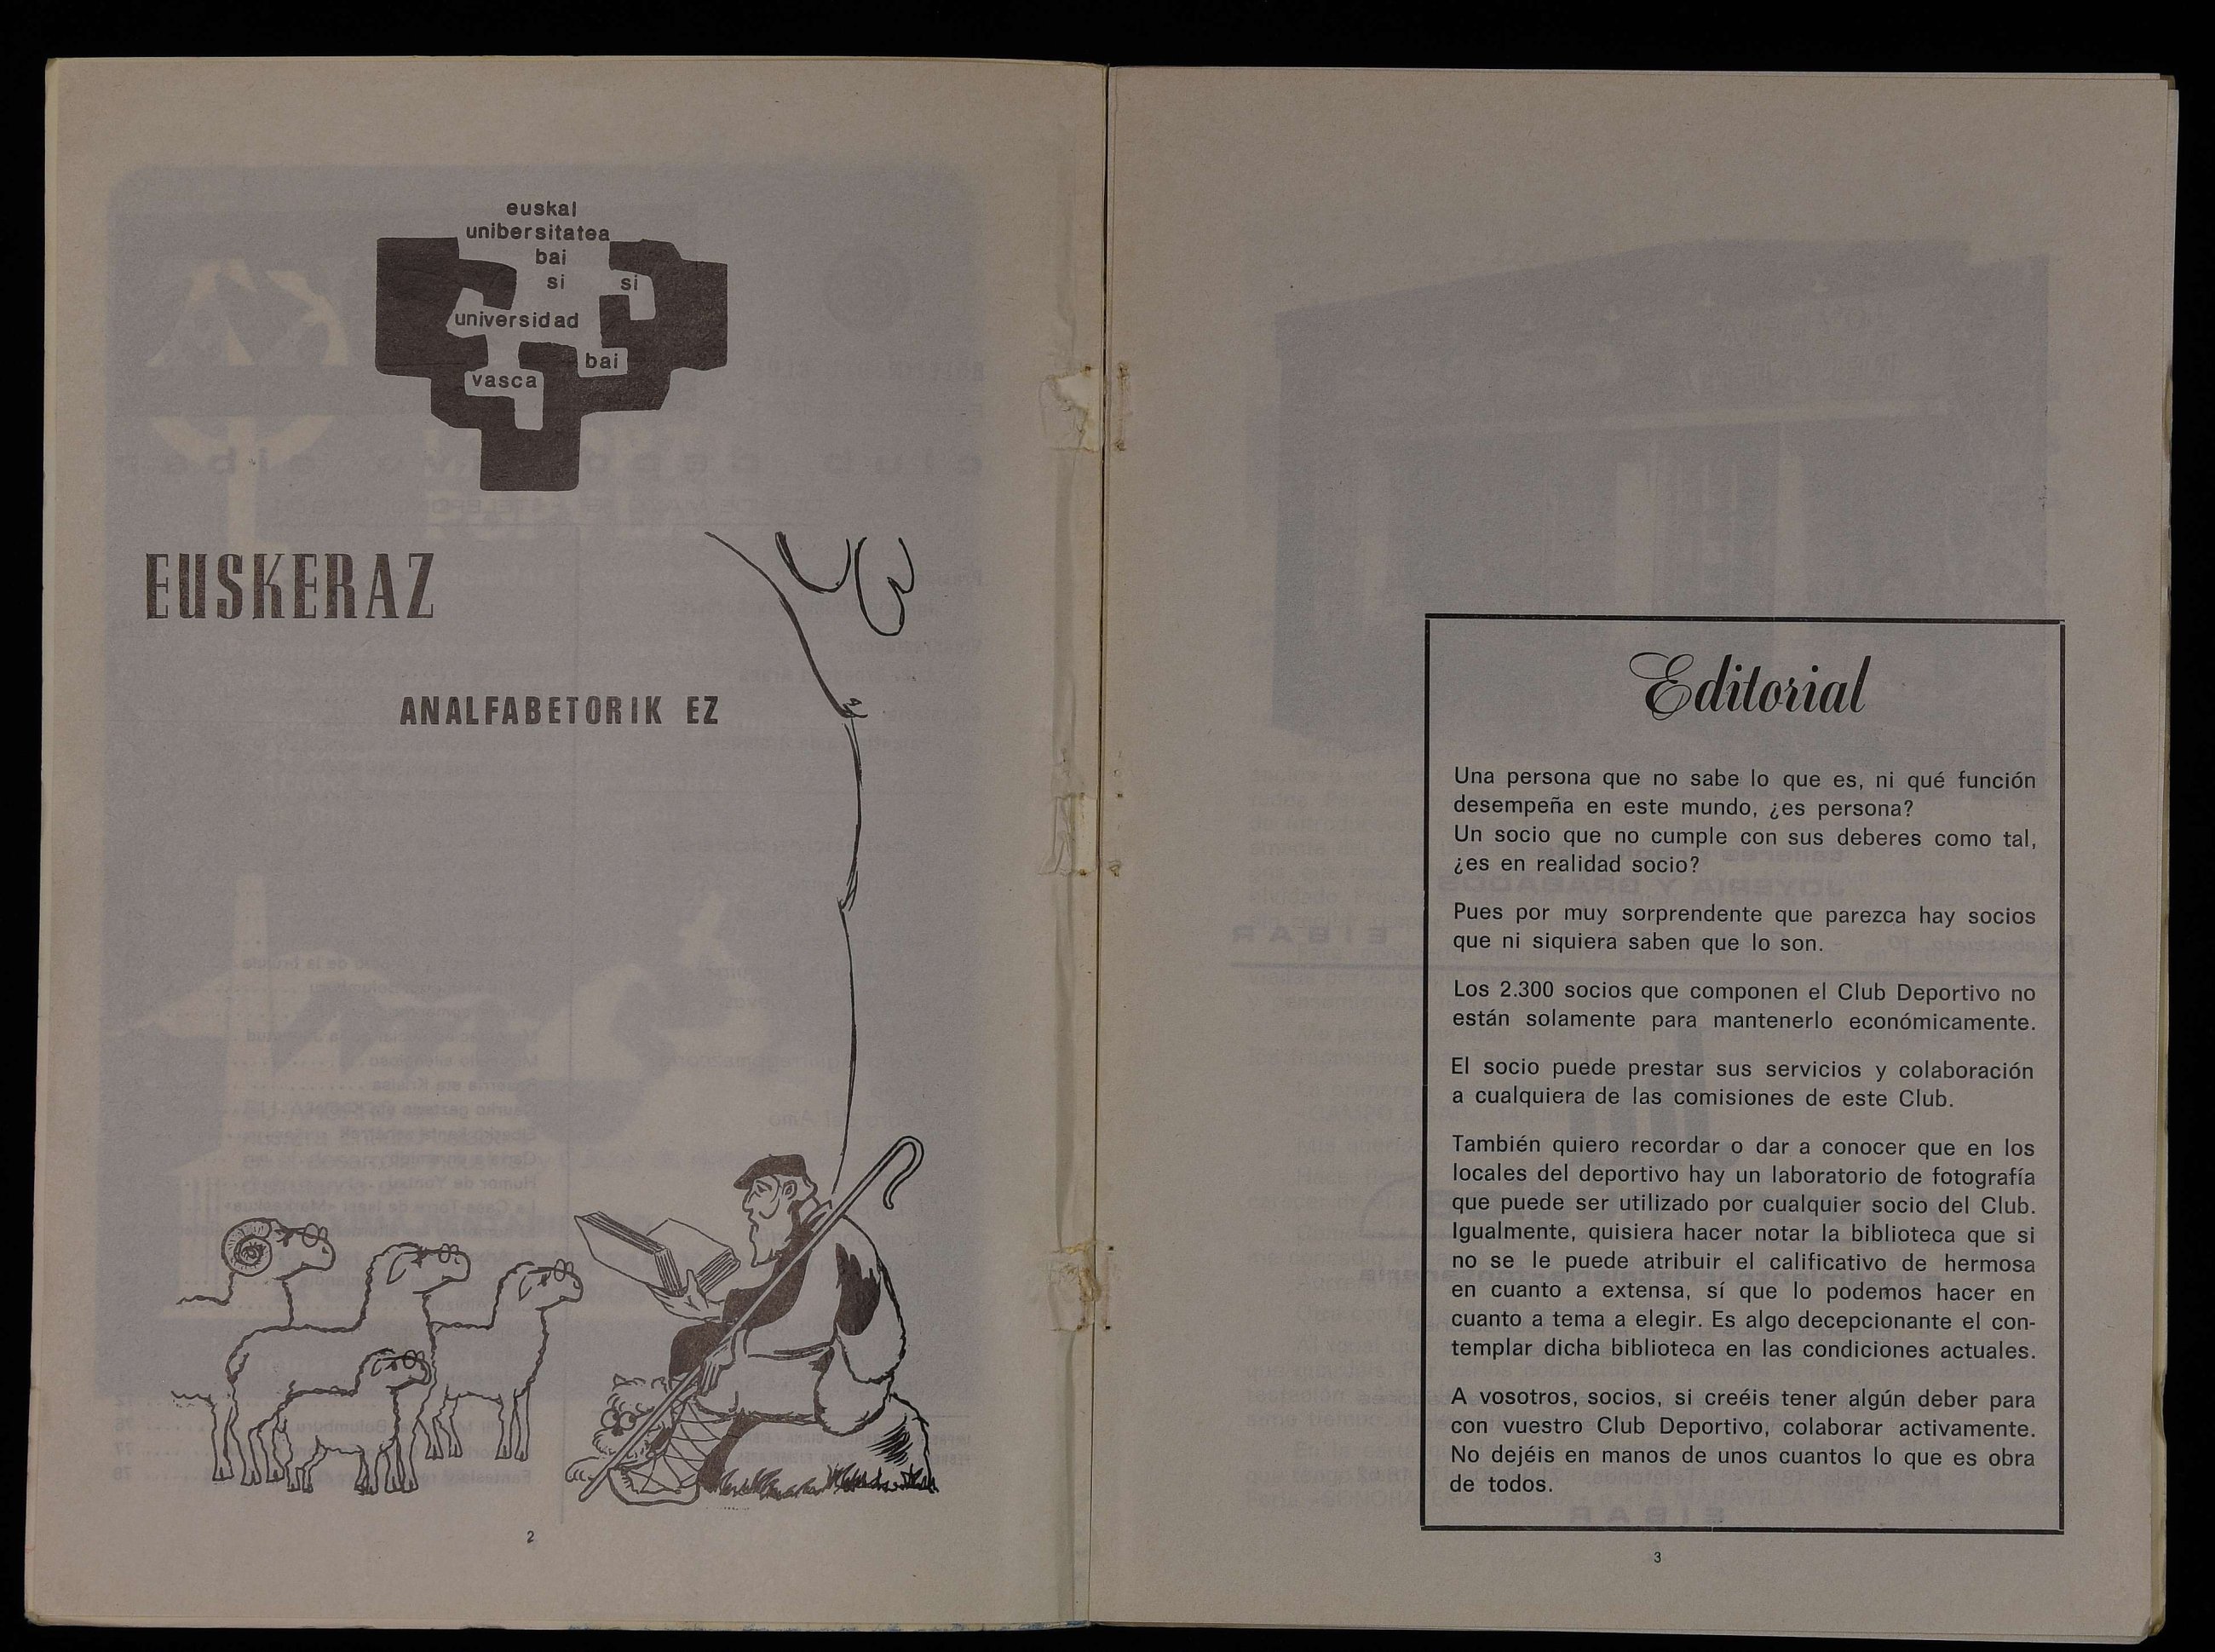 euskal
unibersitatea
bai
si
si
universidad
bai
vasca
EUSKERAZ
ANALFABETORIK EZ
2
Editorial
Una persona que no sabe lo que es, ni qué función
desempeña en este mundo, ¿es persona?
Un socio que no cumple con sus deberes como tal,
¿es en realidad socio?
Pues por muy sorprendente que parezca hay socios
que ni siquiera saben que lo son.
Los 2.300 socios que componen el Club Deportivo no
están solamente para mantenerlo económicamente.
El socio puede prestar sus servicios y colaboración
a cualquiera de las comisiones de este Club.
También quiero recordar o dar a conocer que en los
locales del deportivo hay un laboratorio de fotografía
que puede ser utilizado por cualquier socio del Club.
Igualmente, quisiera hacer notar la biblioteca que si
no se le puede atribuir el calificativo de hermosa
en cuanto a extensa, sí que lo podemos hacer en
cuanto a tema a elegir. Es algo decepcionante el con-
templar dicha biblioteca en las condiciones actuales.
A vosotros, socios, si creéis tener algún deber para
con vuestro Club Deportivo, colaborar activamente.
No dejéis en manos de unos cuantos lo que es obra
de todos.
3